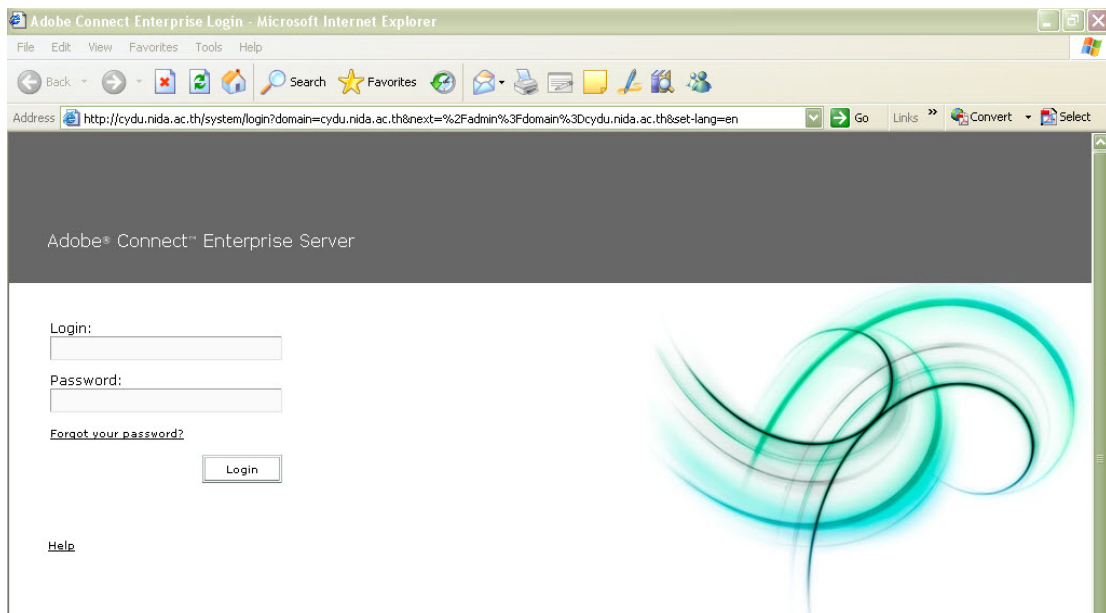 Adobe Connect Enterprise Login - Microsoft Internet Explorer
File Edit View Favorites Tools Help
Back Search Favorites
Address http://cydu.nida.ac.th/system/login?domain=cydu.nida.ac.th&next=%2Fadmin%3Fdomain%3Dcydu.nida.ac.th&set-lang=en Go Links » Convert Select
Adobe® Connect™ Enterprise Server
Login:
Password:
Forgot your password?
Login
Help